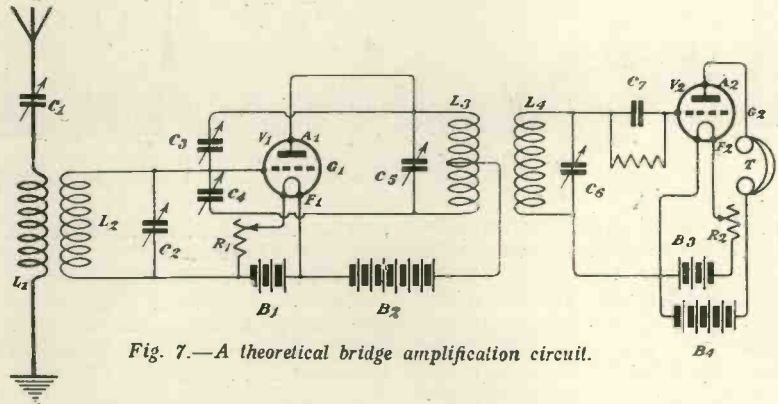 C1
L1
L2
C2
C3
C4
V1
A1
G1
F1
R1
B1
B2
C5
L3
L4
C6
C7
V2
A2
G2
F2
T
R2
B3
B4
Fig. 7.—A theoretical bridge amplification circuit.